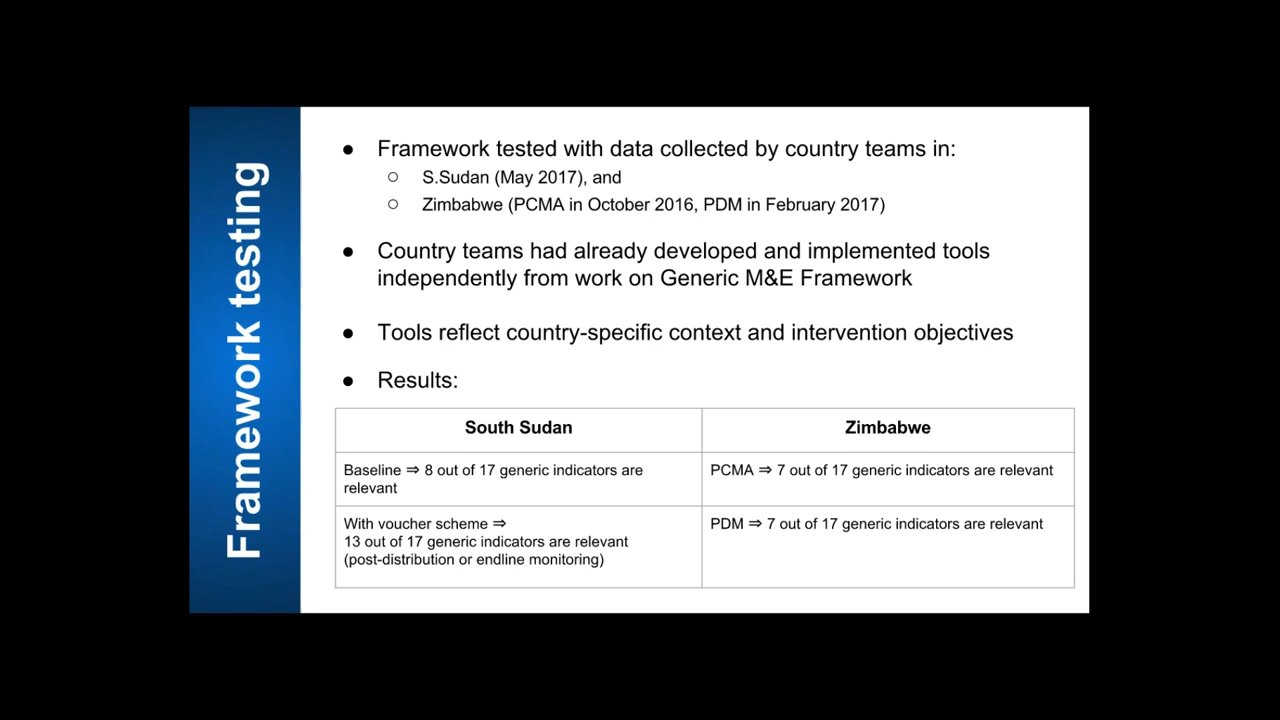 Framework testing
● Framework tested with data collected by country teams in:
○ S.Sudan (May 2017), and
○ Zimbabwe (PCMA in October 2016, PDM in February 2017)
● Country teams had already developed and implemented tools
independently from work on Generic M&E Framework
● Tools reflect country-specific context and intervention objectives
● Results:
South Sudan
Zimbabwe
Baseline ⇒ 8 out of 17 generic indicators are
relevant
PCMA ⇒ 7 out of 17 generic indicators are relevant
With voucher scheme ⇒
13 out of 17 generic indicators are relevant
(post-distribution or endline monitoring)
PDM ⇒ 7 out of 17 generic indicators are relevant